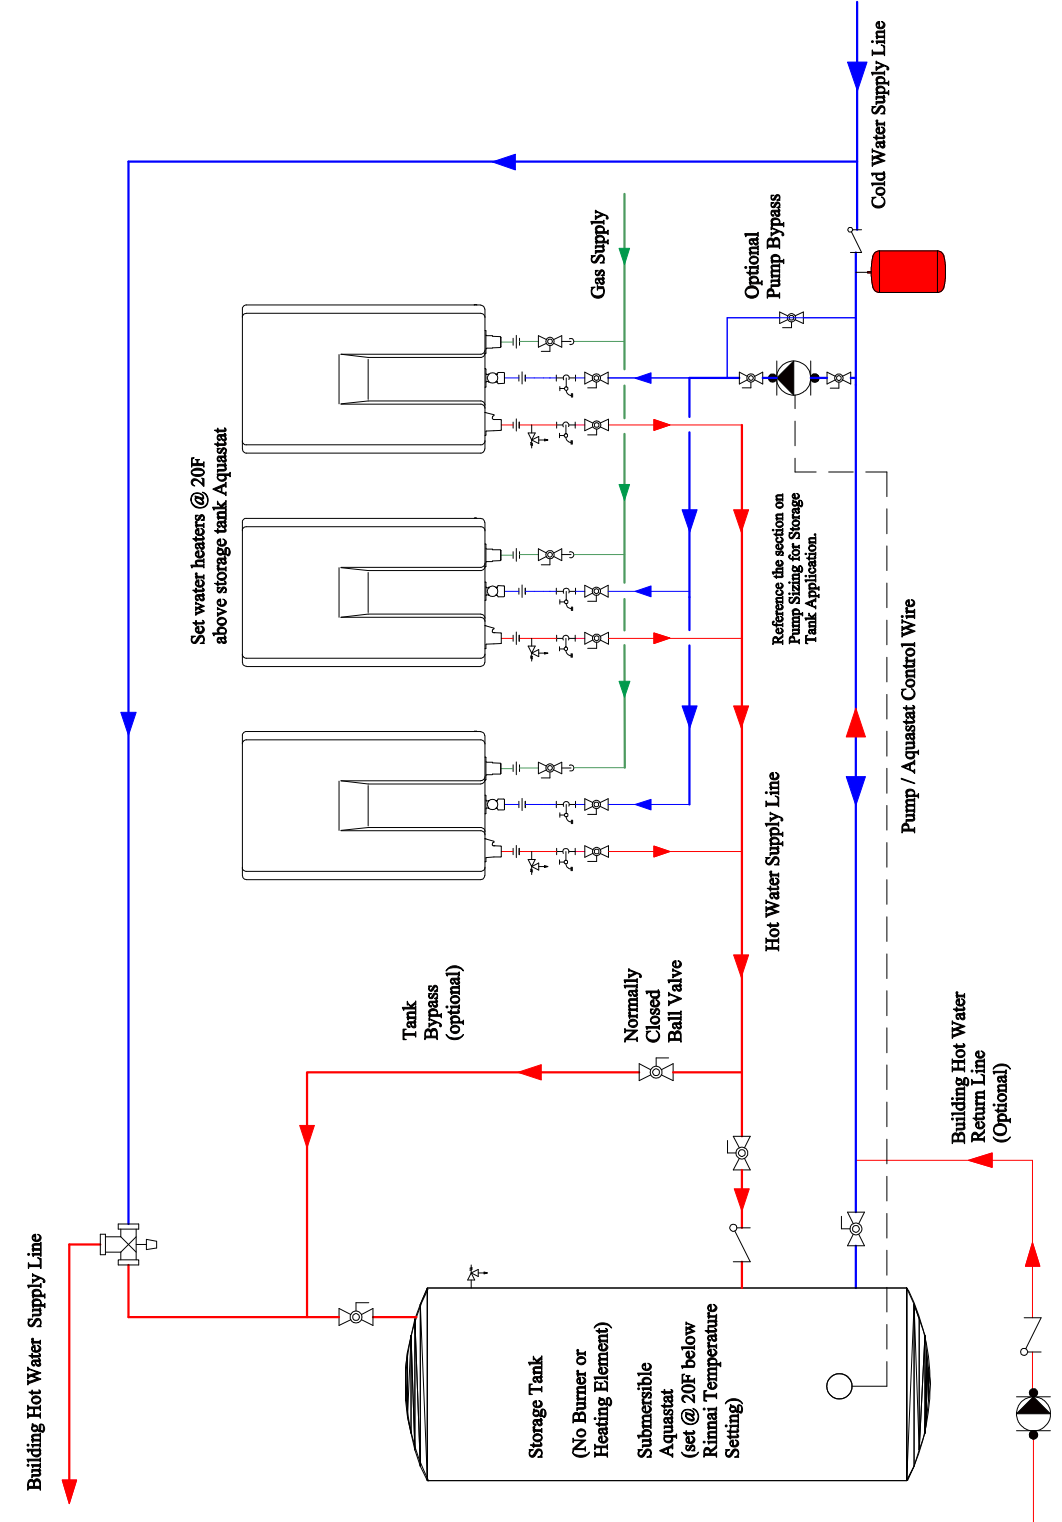 Building Hot Water Supply Line
Set water heaters @ 20F
above storage tank Aquastat
Tank
Bypass
(optional)
Storage Tank
(No Burner or
Heating Element)
Submersible
Aquastat
(set @ 20F below
Rinnai Temperature
Setting)
Gas Supply
Normally
Closed
Ball Valve
Optional
Pump Bypass
Reference the section on
Pump Sizing for Storage
Tank Application.
Hot Water Supply Line
Cold Water Supply Line
Pump / Aquastat Control Wire
Building Hot Water
Return Line
(Optional)